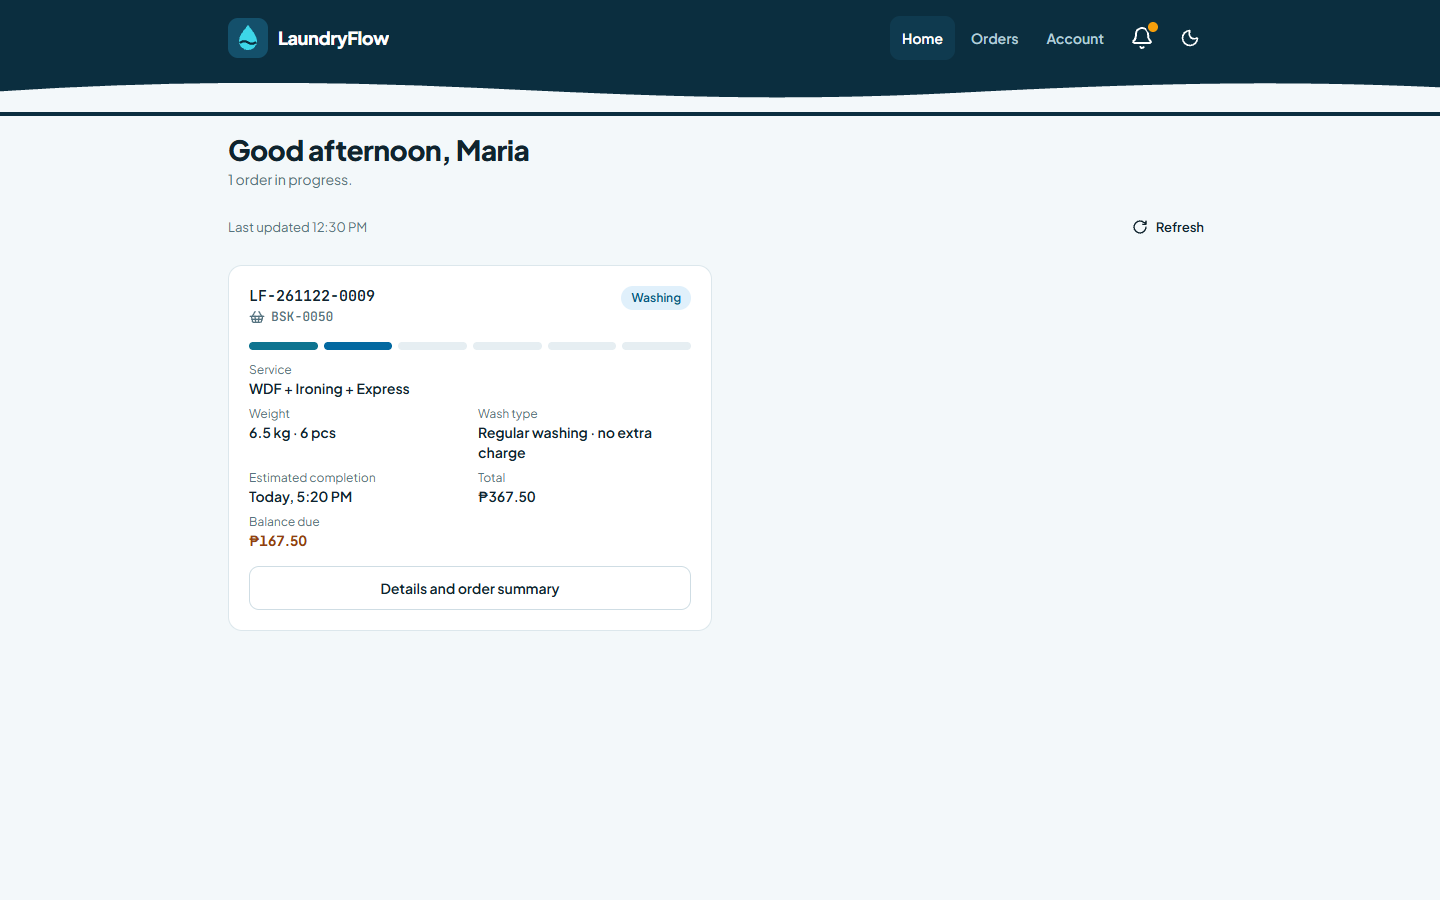 LaundryFlow
Home
Orders
Account
Good afternoon, Maria
1 order in progress.
Last updated 12:30 PM
Refresh
LF-261122-0009
Washing
BSK-0050
Service
WDF + Ironing + Express
Weight
6.5 kg · 6 pcs
Wash type
Regular washing · no extra
charge
Estimated completion
Today, 5:20 PM
Total
₱367.50
Balance due
₱167.50
Details and order summary